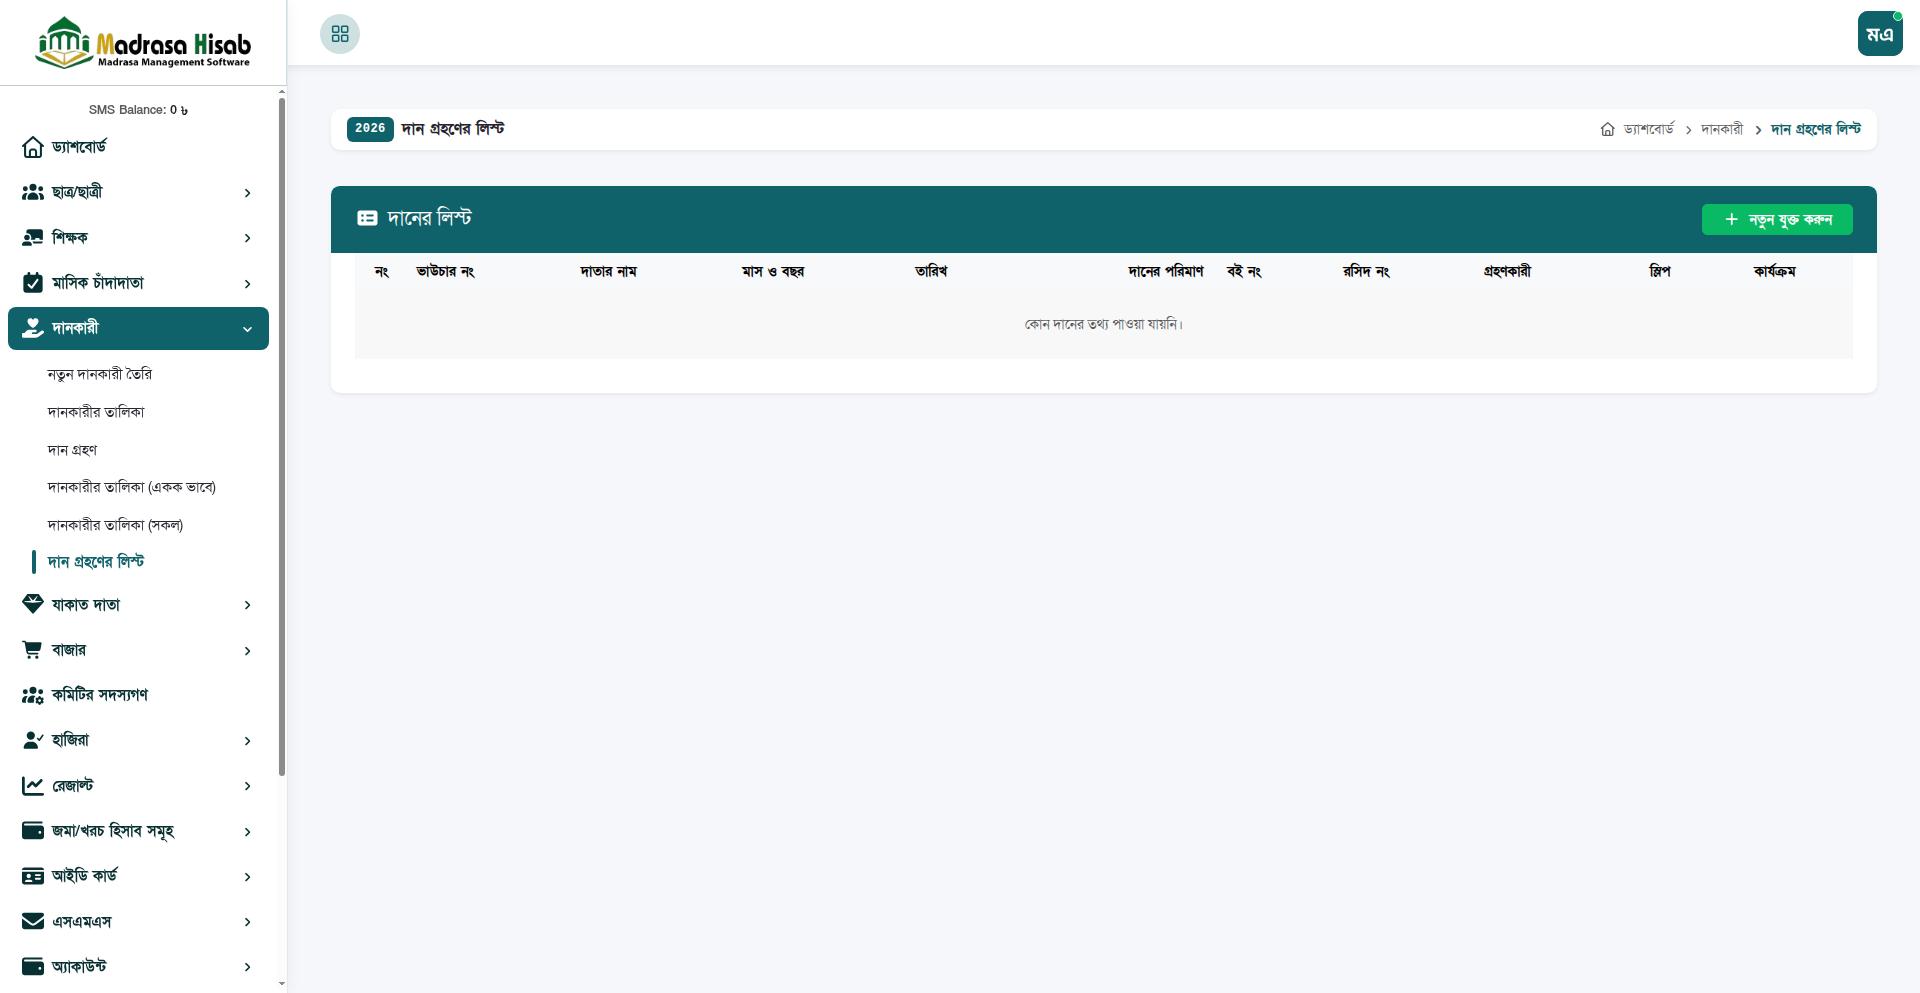 Madrasa Hisab
Madrasa Management Software
মএ
SMS Balance: 0 ৳
ড্যাশবোর্ড
ছাত্র/ছাত্রী
শিক্ষক
মাসিক চাঁদাদাতা
দানকারী
নতুন দানকারী তৈরি
দানকারীর তালিকা
দান গ্রহণ
দানকারীর তালিকা (একক ভাবে)
দানকারীর তালিকা (সকল)
দান গ্রহণের লিস্ট
যাকাত দাতা
বাজার
কমিটির সদস্যগণ
হাজিরা
রেজাল্ট
জমা/খরচ হিসাব সমূহ
আইডি কার্ড
এসএমএস
অ্যাকাউন্ট
2026 দান গ্রহণের লিস্ট
ড্যাশবোর্ড > দানকারী > দান গ্রহণের লিস্ট
দানের লিস্ট
+ নতুন যুক্ত করুন
নং ভাউচার নং দাতার নাম মাস ও বছর তারিখ দানের পরিমাণ বই নং রসিদ নং গ্রহণকারী স্লিপ কার্যক্রম
কোন দানের তথ্য পাওয়া যায়নি।